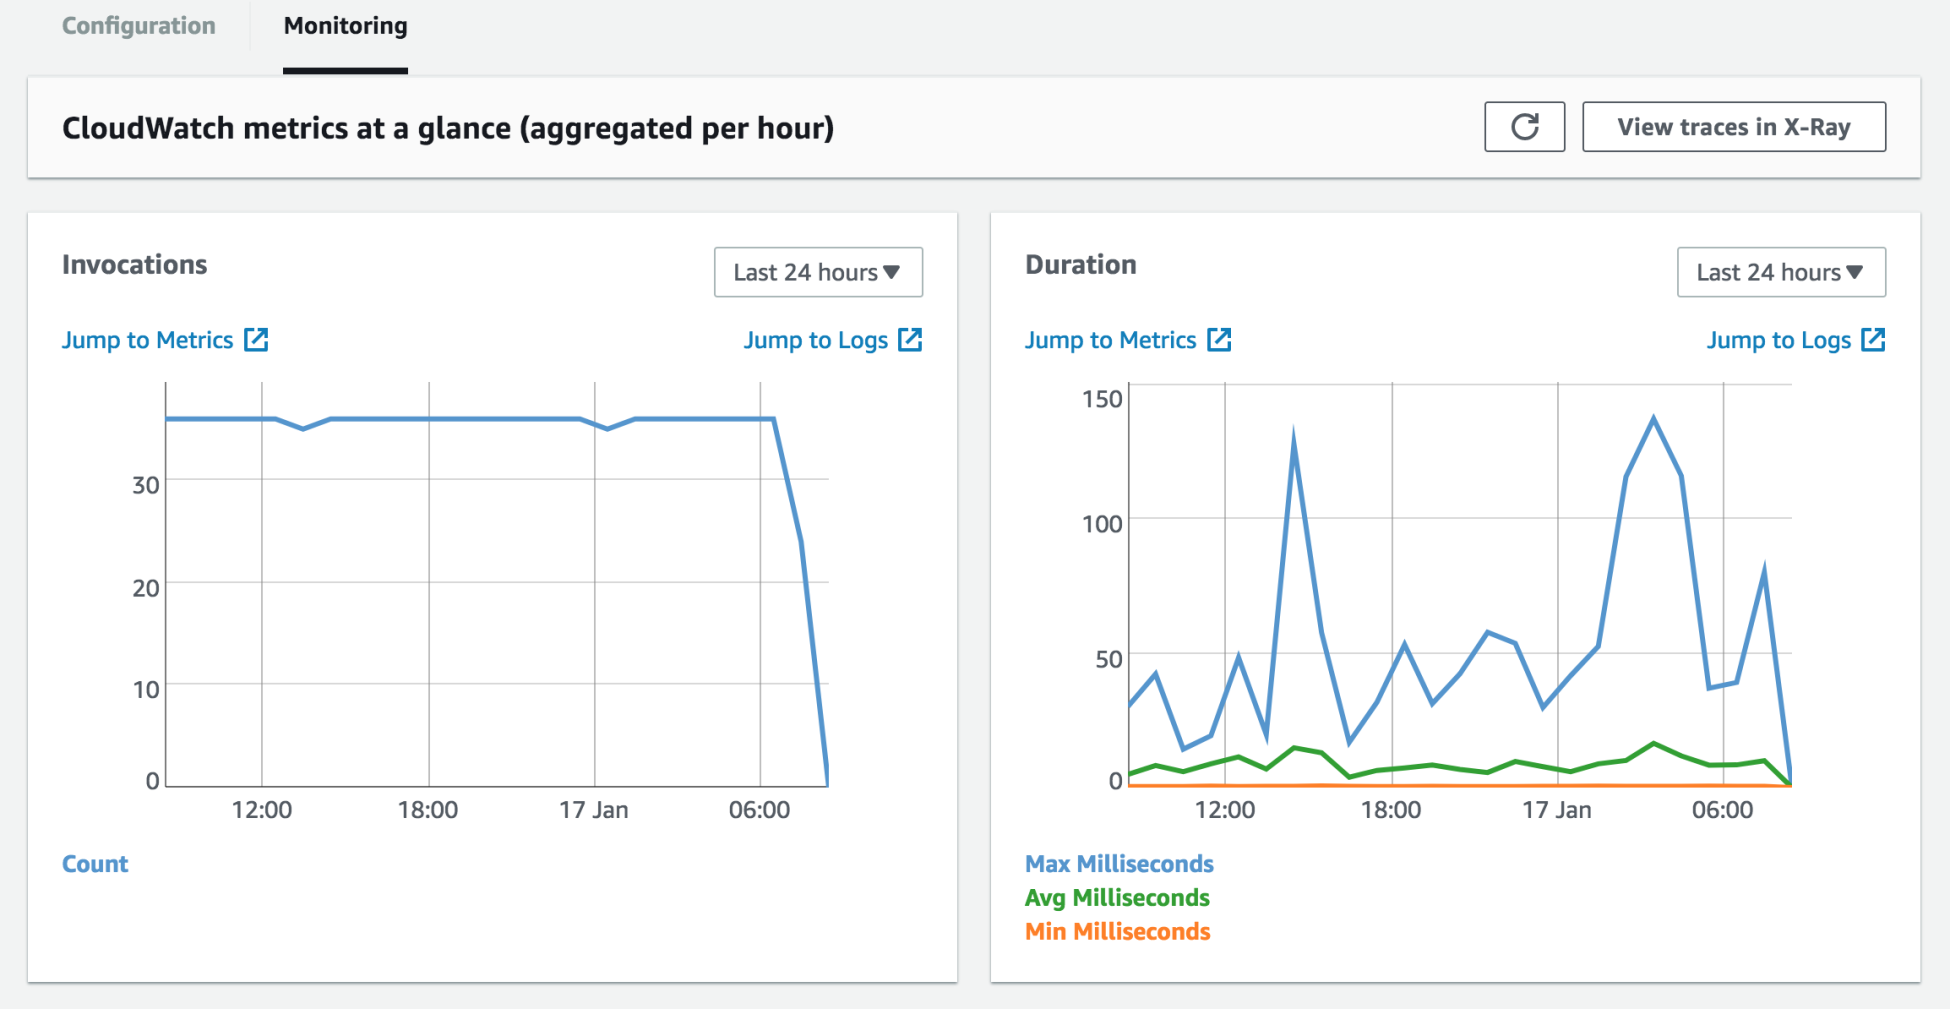 Configuration
Monitoring
CloudWatch metrics at a glance (aggregated per hour)
View traces in X-Ray
Invocations
Last 24 hours
Jump to Metrics
Jump to Logs
30
20
10
0
12:00
18:00
17 Jan
06:00
Count
Duration
Last 24 hours
Jump to Metrics
Jump to Logs
150
100
50
0
12:00
18:00
17 Jan
06:00
Max Milliseconds
Avg Milliseconds
Min Milliseconds